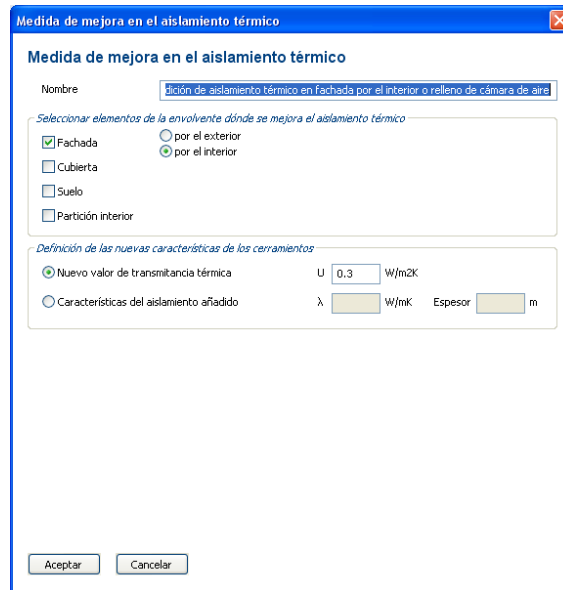 Medida de mejora en el aislamiento térmico
Medida de mejora en el aislamiento térmico
Nombre dición de aislamiento térmico en fachada por el interior o relleno de cámara de aire
Seleccionar elementos de la envolvente dónde se mejora el aislamiento térmico
Fachada por el exterior
por el interior
Cubierta
Suelo
Partición interior
Definición de las nuevas características de los cerramientos
Nuevo valor de transmitancia térmica U 0.3 W/m2K
Características del aislamiento añadido λ W/mK Espesor m
Aceptar Cancelar